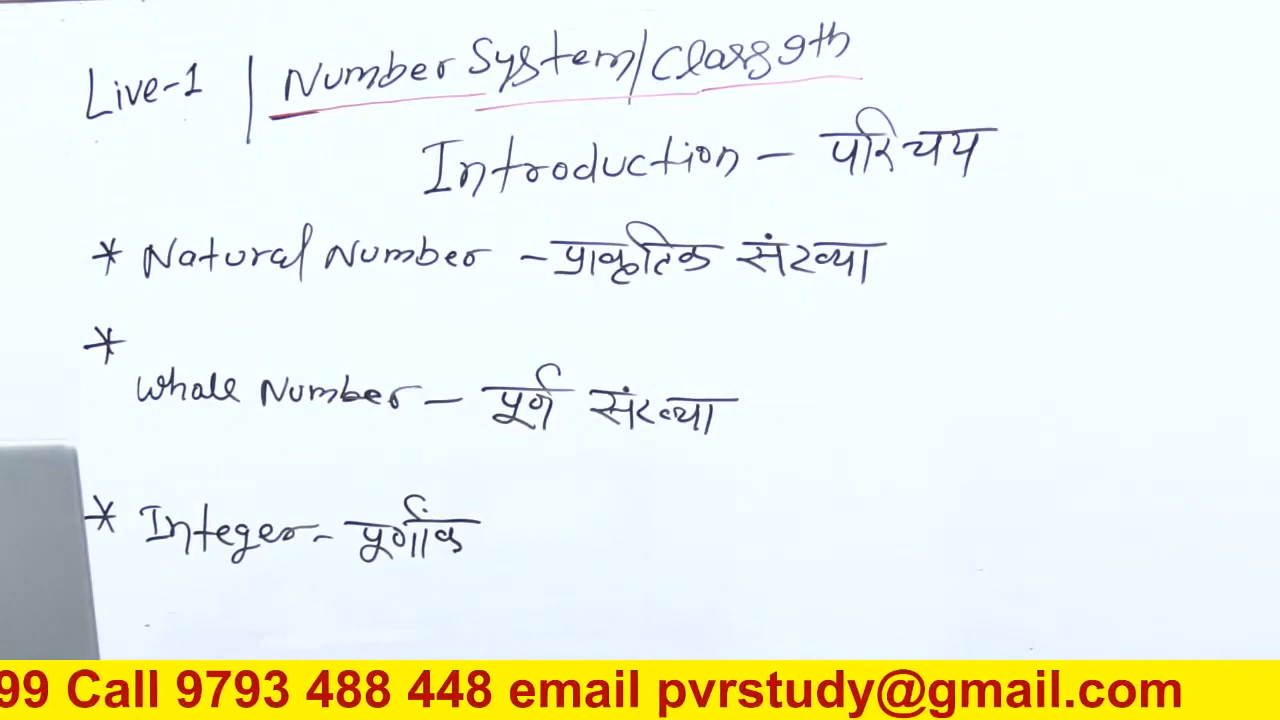 Live-1 | Number System/Class 9th
Introduction - परिचय
* Natural Number - प्राकृतिक संख्या
*
Whole Number - पूर्ण संख्या
* Integer - पूर्णांक
99 Call 9793 488 448 email pvrstudy@gmail.com